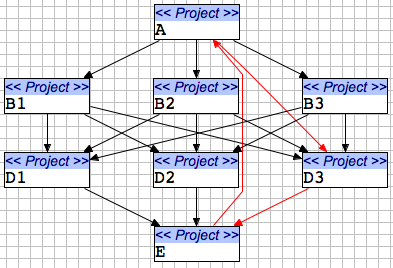 << Project >>
A
<< Project >>
B1
<< Project >>
B2
<< Project >>
B3
<< Project >>
D1
<< Project >>
D2
<< Project >>
D3
<< Project >>
E